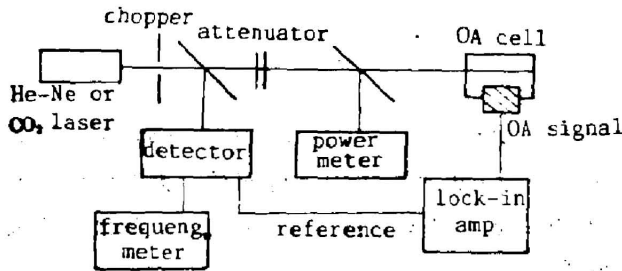 chopper
attenuator
OA cell
He-Ne or
CO₂ laser
OA signal
detector
power
meter
lock-in
amp
frequeng.
meter
reference